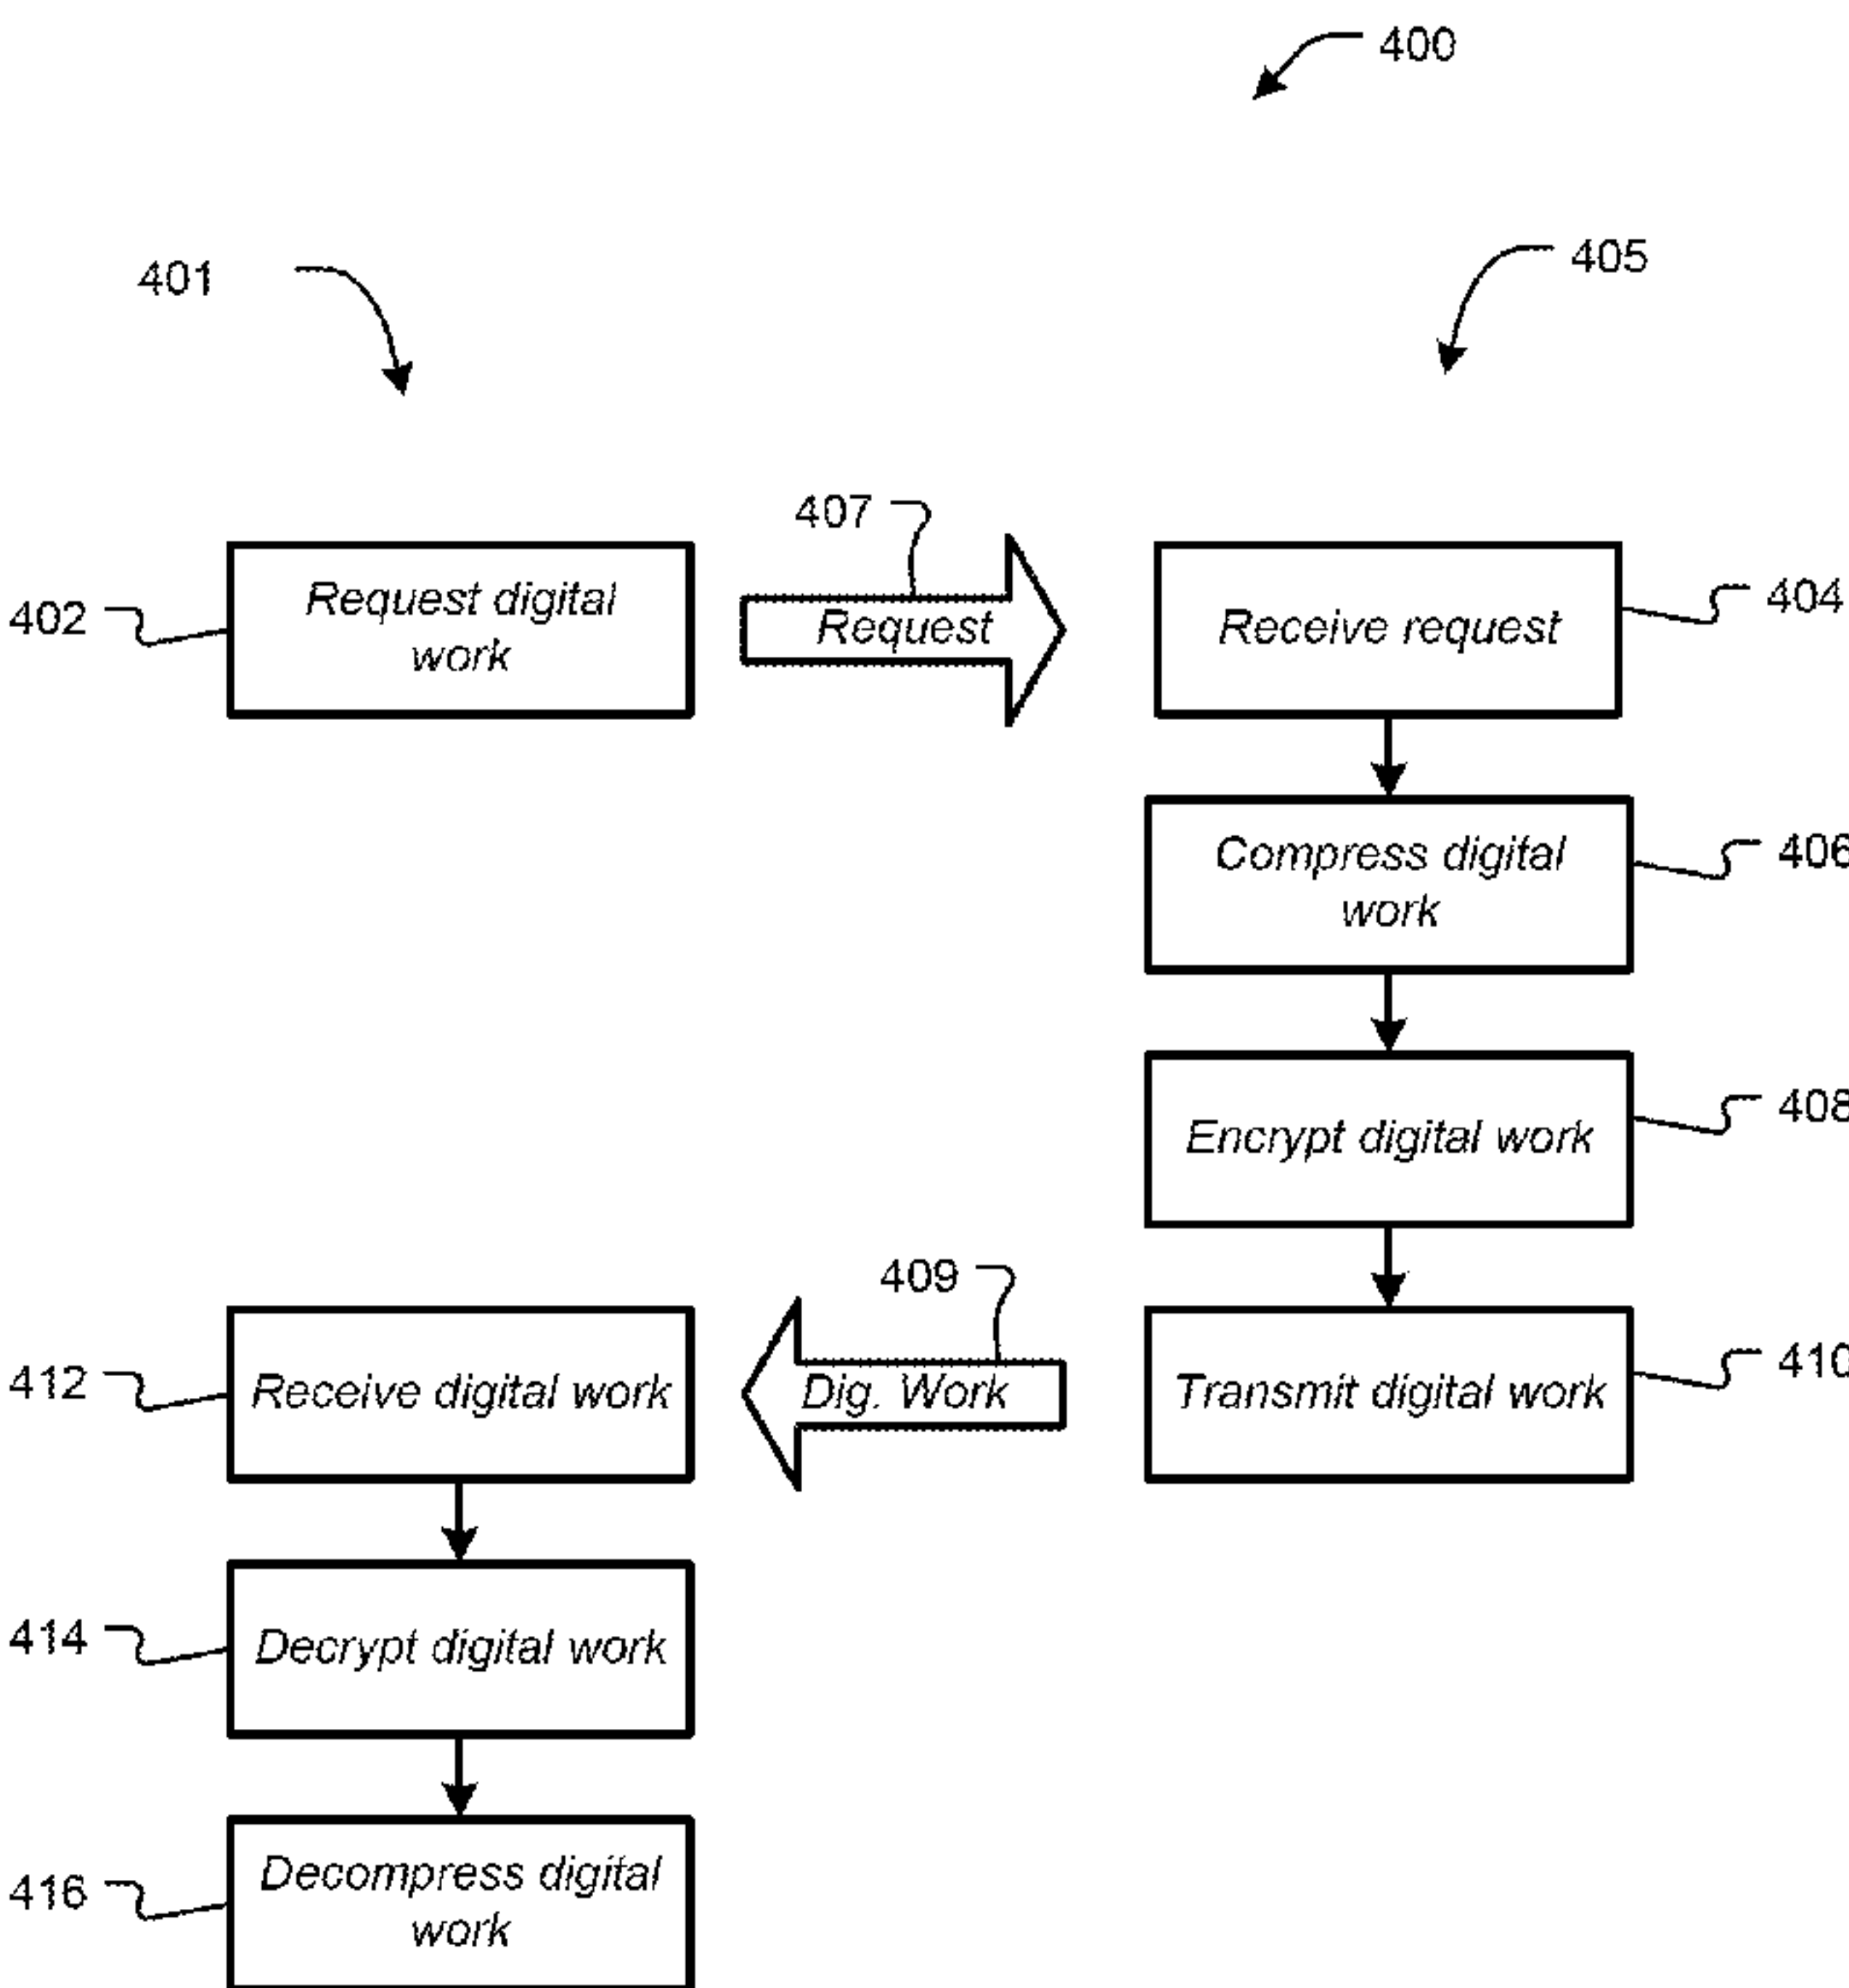 400
401
405
407
402
Request digital
work
Request
Receive request
404
Compress digital
work
406
Encrypt digital work
408
409
412
Receive digital work
Dig. Work
Transmit digital work
410
414
Decrypt digital work
416
Decompress digital
work